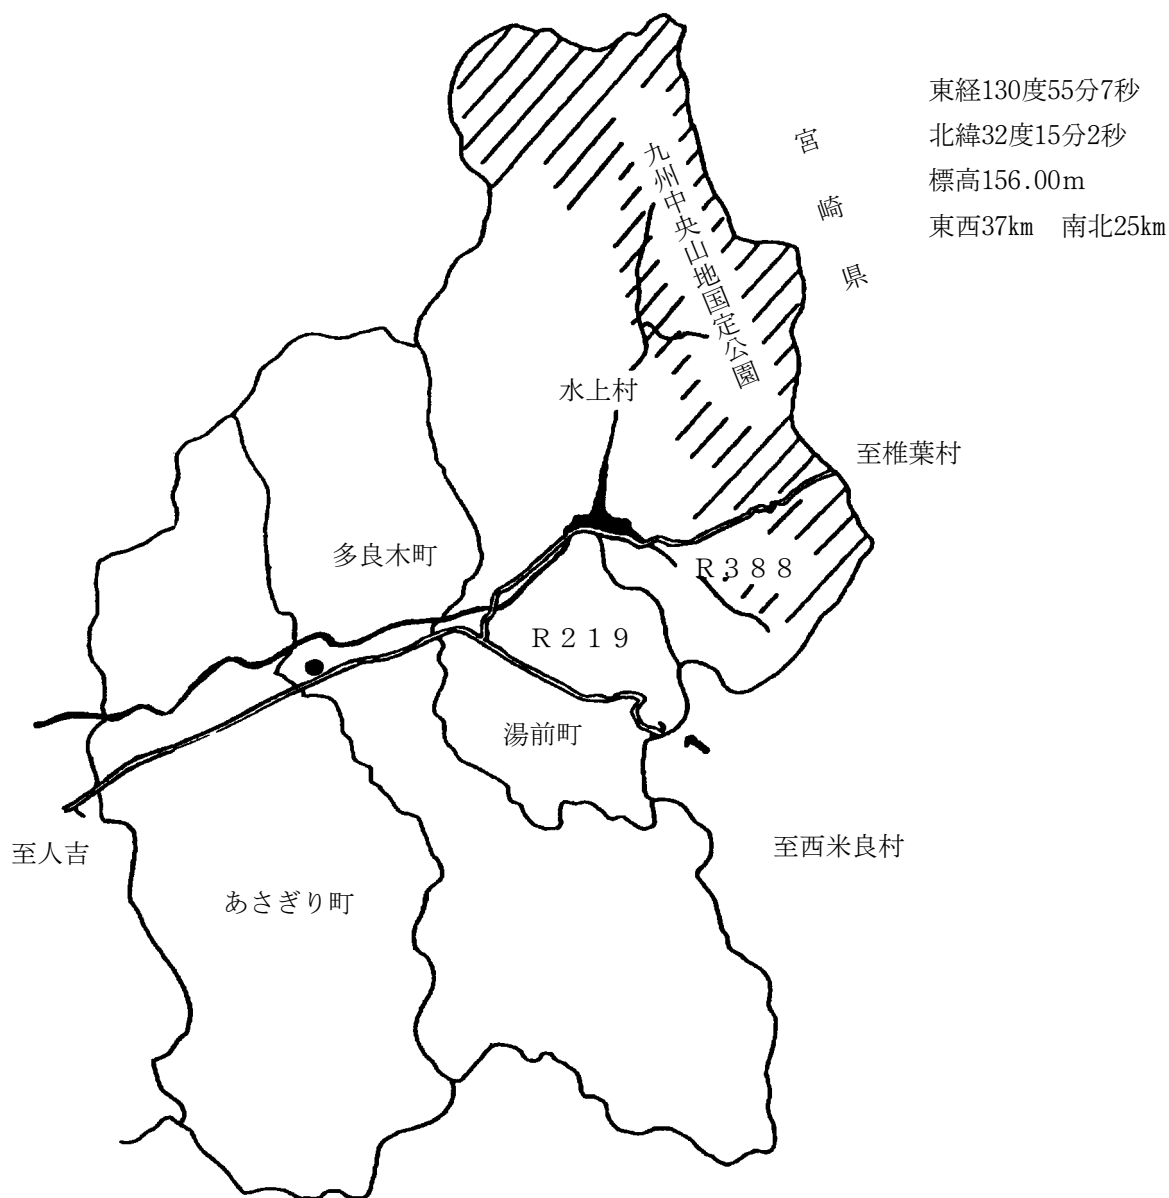 東経130度55分7秒
北緯32度15分2秒
標高156.00m
東西37㎞　南北25㎞
宮崎県
九州中央山地国定公園
水上村
至椎葉村
多良木町
R388
R219
湯前町
至人吉
至西米良村
あさぎり町